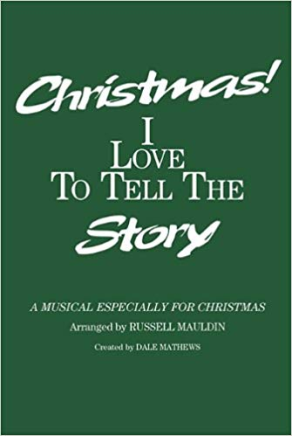 Christmas!
I
LOVE
TO TELL THE
Story
A MUSICAL ESPECIALLY FOR CHRISTMAS
Arranged by RUSSELL MAULDIN
Created by DALE MATHEWS